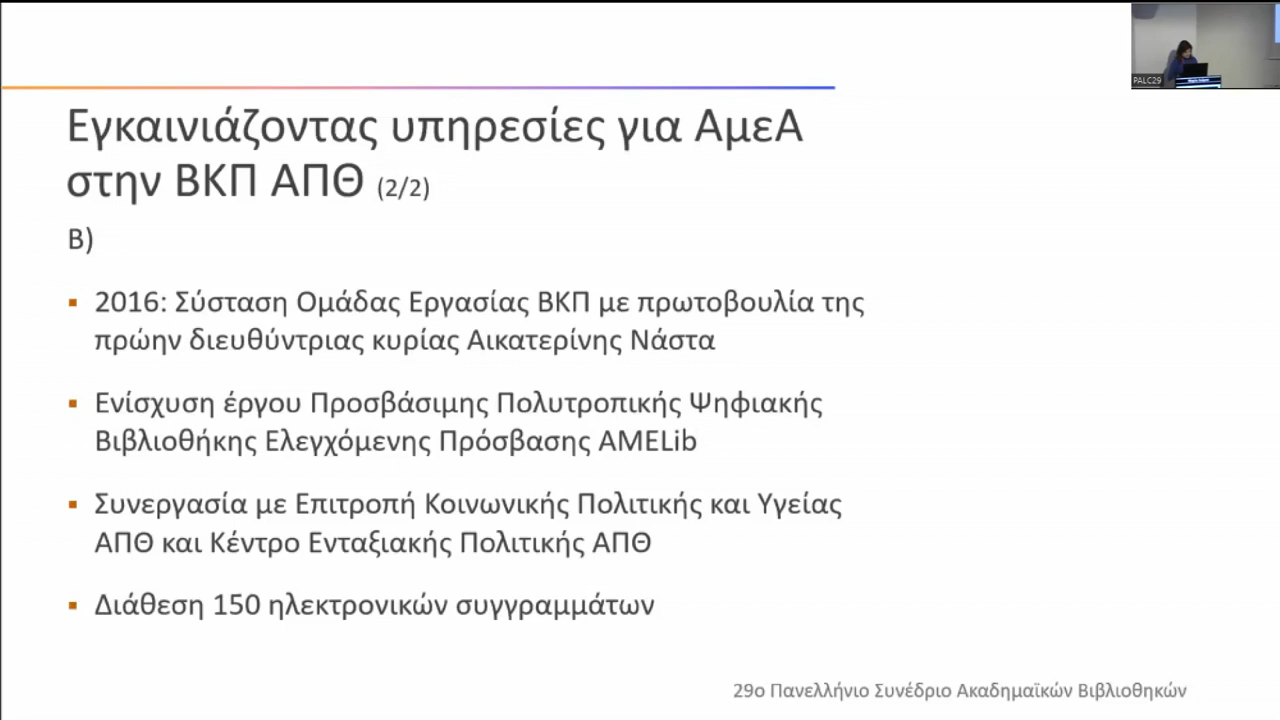 PALC29
Εγκαινιάζοντας υπηρεσίες για ΑμεΑ
στην ΒΚΠ ΑΠΘ (2/2)
Β)
▪ 2016: Σύσταση Ομάδας Εργασίας ΒΚΠ με πρωτοβουλία της
πρώην διευθύντριας κυρίας Αικατερίνης Νάστα
▪ Ενίσχυση έργου Προσβάσιμης Πολυτροπικής Ψηφιακής
Βιβλιοθήκης Ελεγχόμενης Πρόσβασης AMELib
▪ Συνεργασία με Επιτροπή Κοινωνικής Πολιτικής και Υγείας
ΑΠΘ και Κέντρο Ενταξιακής Πολιτικής ΑΠΘ
▪ Διάθεση 150 ηλεκτρονικών συγγραμμάτων
29ο Πανελλήνιο Συνέδριο Ακαδημαϊκών Βιβλιοθηκών